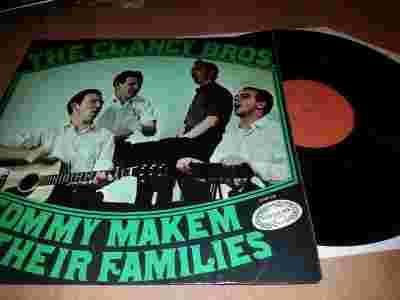 THE CLANCY BROS
TOMMY MAKEM
THEIR FAMILIES